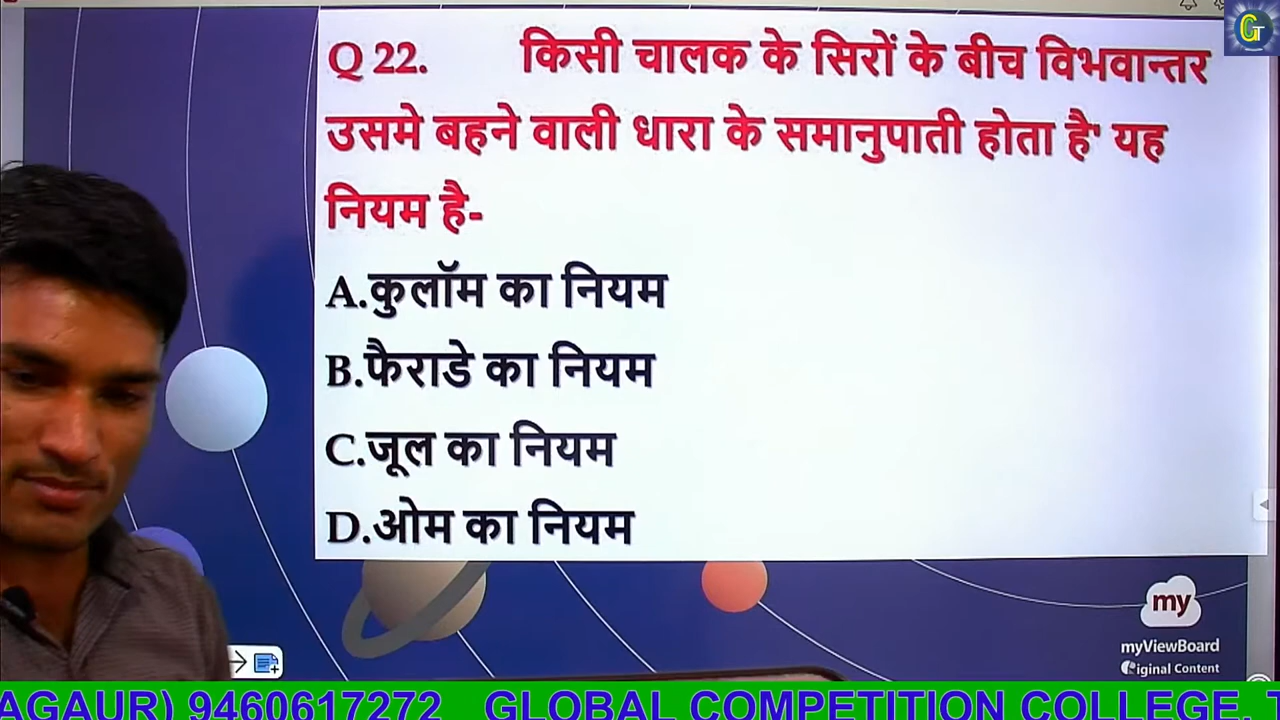 Q 22. किसी चालक के सिरों के बीच विभवान्तर
उसमे बहने वाली धारा के समानुपाती होता है' यह
नियम है-
A.कुलॉम का नियम
B.फैराडे का नियम
C.जूल का नियम
D.ओम का नियम
my
myViewBoard
iginal Content
AGAUR) 9460617272 GLOBAL COMPETITION COLLEGE, T